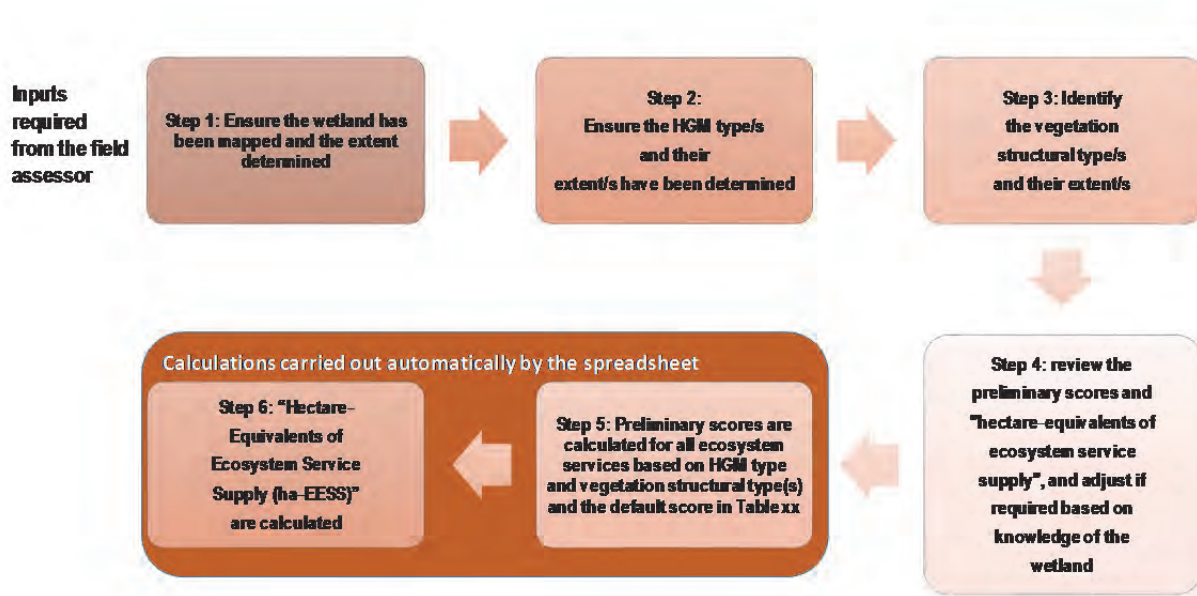 Inputs
required
from the field
assessor
Step 1: Ensure the wetland has
been mapped and the extent
determined
Step 2:
Ensure the HGM type/s
and their
extent/s have been determined
Step 3: Identify
the vegetation
structural type/s
and their extent/s
Step 4: review the
preliminary scores and
"hectare-equivalents of
ecosystem service
supply", and adjust if
required based on
knowledge of the
wetland
Calculations carried out automatically by the spreadsheet
Step 5: Preliminary scores are
calculated for all ecosystem
services based on HGM type
and vegetation structural type(s)
and the default score in Table xx
Step 6: "Hectare-
Equivalents of
Ecosystem Service
Supply (ha-EESS)"
are calculated